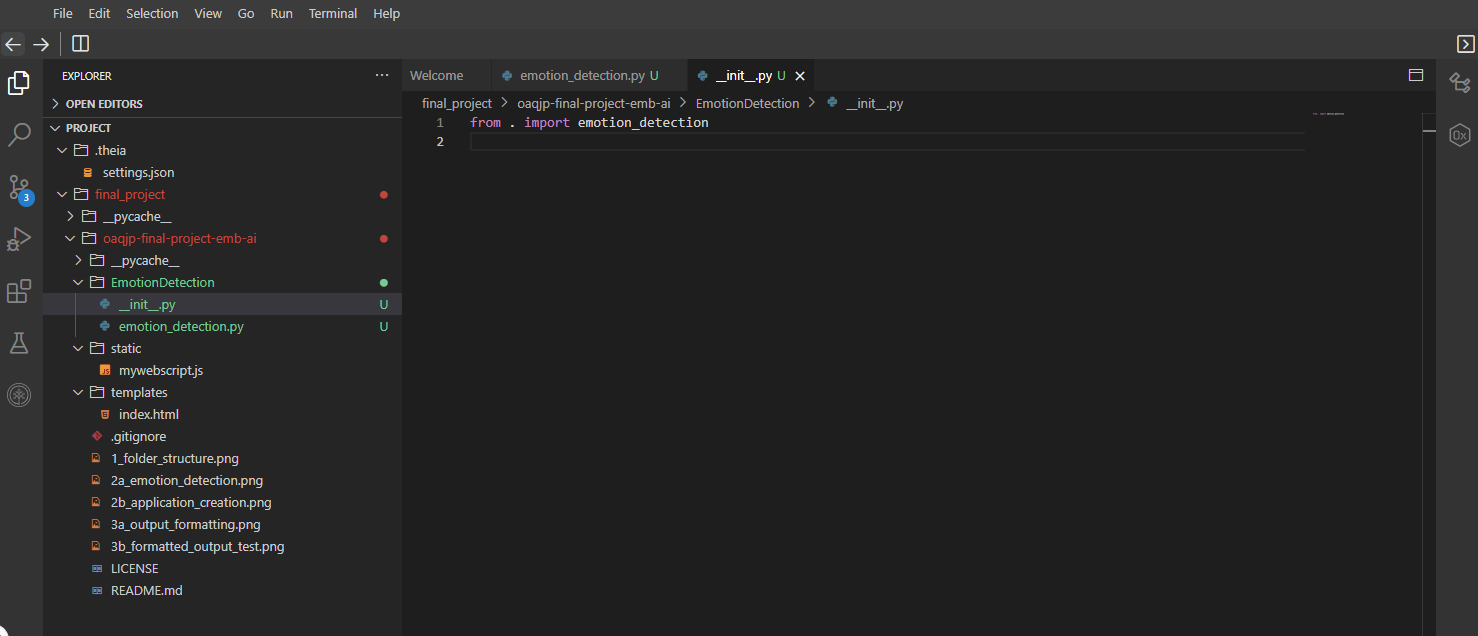 File Edit Selection View Go Run Terminal Help
EXPLORER ...
OPEN EDITORS
PROJECT
.theia
settings.json
final_project
__pycache__
oaqjp-final-project-emb-ai
__pycache__
EmotionDetection
__init__.py U
emotion_detection.py U
static
mywebscript.js
templates
index.html
.gitignore
1_folder_structure.png
2a_emotion_detection.png
2b_application_creation.png
3a_output_formatting.png
3b_formatted_output_test.png
LICENSE
README.md
3
Welcome emotion_detection.py U __init__.py U
final_project > oaqjp-final-project-emb-ai > EmotionDetection > __init__.py
1 from . import emotion_detection
2
0x